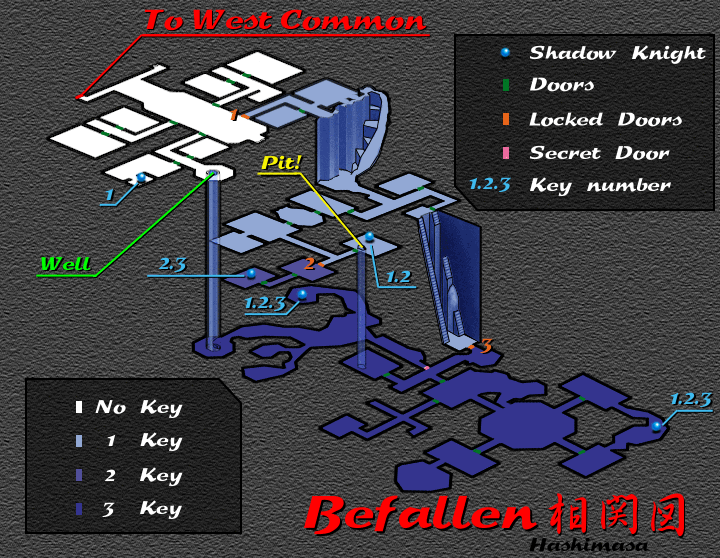 To West Common
Shadow Knight
Doors
Locked Doors
Secret Door
1.2.3 Key number
1
Pit!
1
Well
2.3
2
1.2
1.2.3
3
1.2.3
No Key
1 Key
2 Key
3 Key
Befallen 相関図
Hashimasa